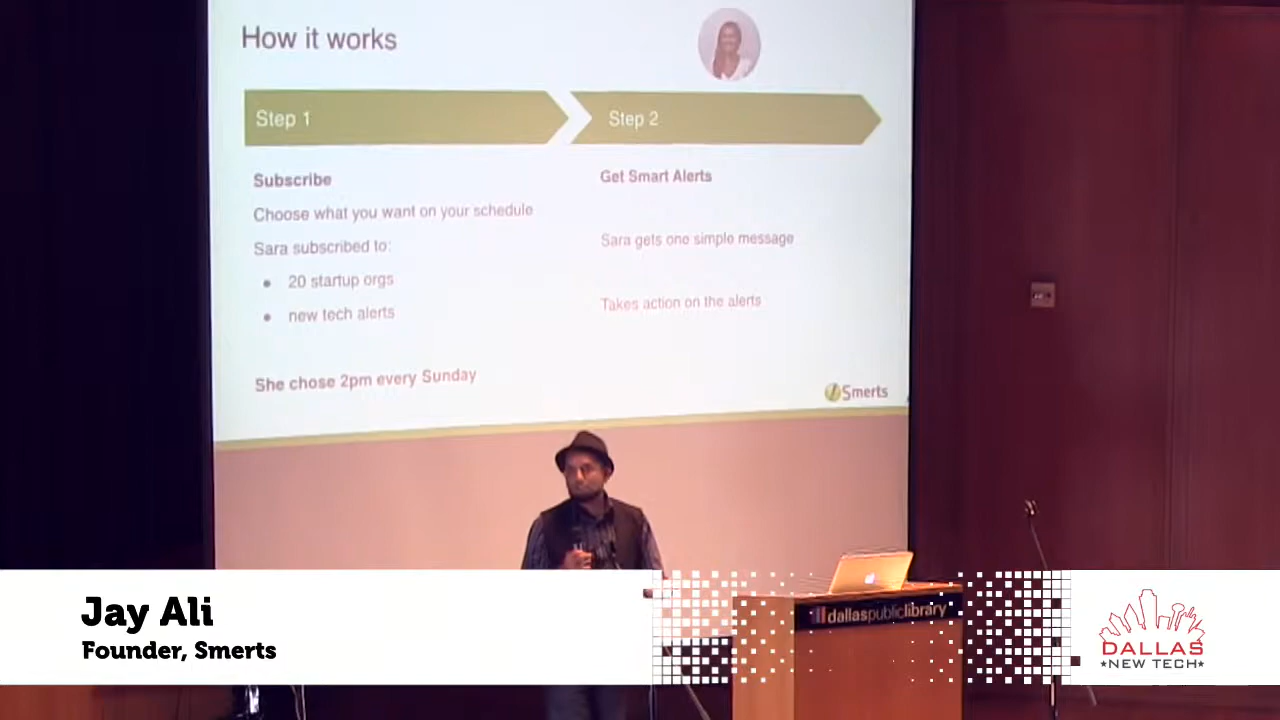 How it works
Step 1
Step 2
Subscribe
Choose what you want on your schedule
Sara subscribed to:
● 20 startup orgs
● new tech alerts
She chose 2pm every Sunday
Get Smart Alerts
Sara gets one simple message
Takes action on the alerts
Smerts
dallaspubliclibrary
Jay Ali
Founder, Smerts
DALLAS
★NEW TECH★